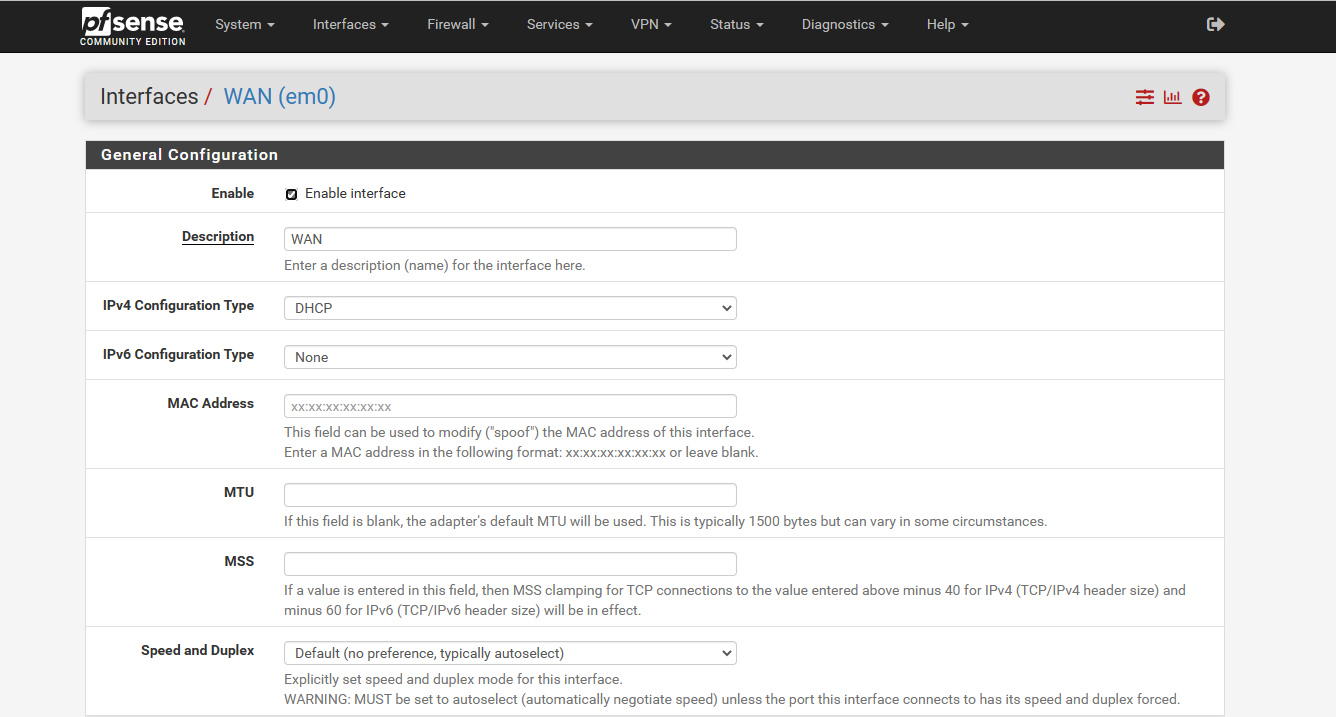 pfsense
COMMUNITY EDITION
System
Interfaces
Firewall
Services
VPN
Status
Diagnostics
Help
Interfaces / WAN (em0)
General Configuration
Enable
Enable interface
Description
WAN
Enter a description (name) for the interface here.
IPv4 Configuration Type
DHCP
IPv6 Configuration Type
None
MAC Address
xx:xx:xx:xx:xx:xx
This field can be used to modify ("spoof") the MAC address of this interface.
Enter a MAC address in the following format: xx:xx:xx:xx:xx:xx or leave blank.
MTU
If this field is blank, the adapter's default MTU will be used. This is typically 1500 bytes but can vary in some circumstances.
MSS
If a value is entered in this field, then MSS clamping for TCP connections to the value entered above minus 40 for IPv4 (TCP/IPv4 header size) and
minus 60 for IPv6 (TCP/IPv6 header size) will be in effect.
Speed and Duplex
Default (no preference, typically autoselect)
Explicitly set speed and duplex mode for this interface.
WARNING: MUST be set to autoselect (automatically negotiate speed) unless the port this interface connects to has its speed and duplex forced.